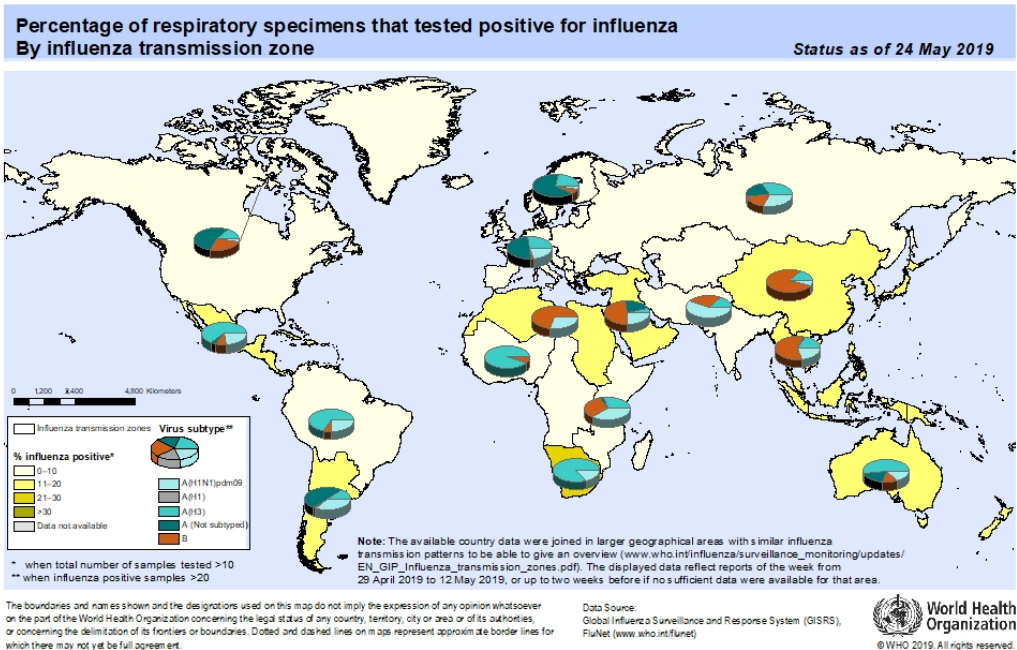 Percentage of respiratory specimens that tested positive for influenza
By influenza transmission zone
Status as of 24 May 2019
0 1,200 2,400 4,800 Kilometers
Influenza transmission zones
Virus subtype**
% influenza positive*
0–10
11–20
21–30
>30
Data not available
A(H1N1)pdm09
A(H1)
A(H3)
A (Not subtyped)
B
* when total number of samples tested >10
** when influenza positive samples >20
Note: The available country data were joined in larger geographical areas with similar influenza
transmission patterns to be able to give an overview (www.who.int/influenza/surveillance_monitoring/updates/
EN_GIP_Influenza_transmission_zones.pdf). The displayed data reflect reports of the week from
29 April 2019 to 12 May 2019, or up to two weeks before if no sufficient data were available for that area.
The boundaries and names shown and the designations used on this map do not imply the expression of any opinion whatsoever
on the part of the World Health Organization concerning the legal status of any country, territory, city or area or of its authorities,
or concerning the delimitation of its frontiers or boundaries. Dotted and dashed lines on maps represent approximate border lines for
which there may not yet be full agreement.
Data Source:
Global Influenza Surveillance and Response System (GISRS),
FluNet (www.who.int/flunet)
World Health
Organization
© WHO 2019. All rights reserved.